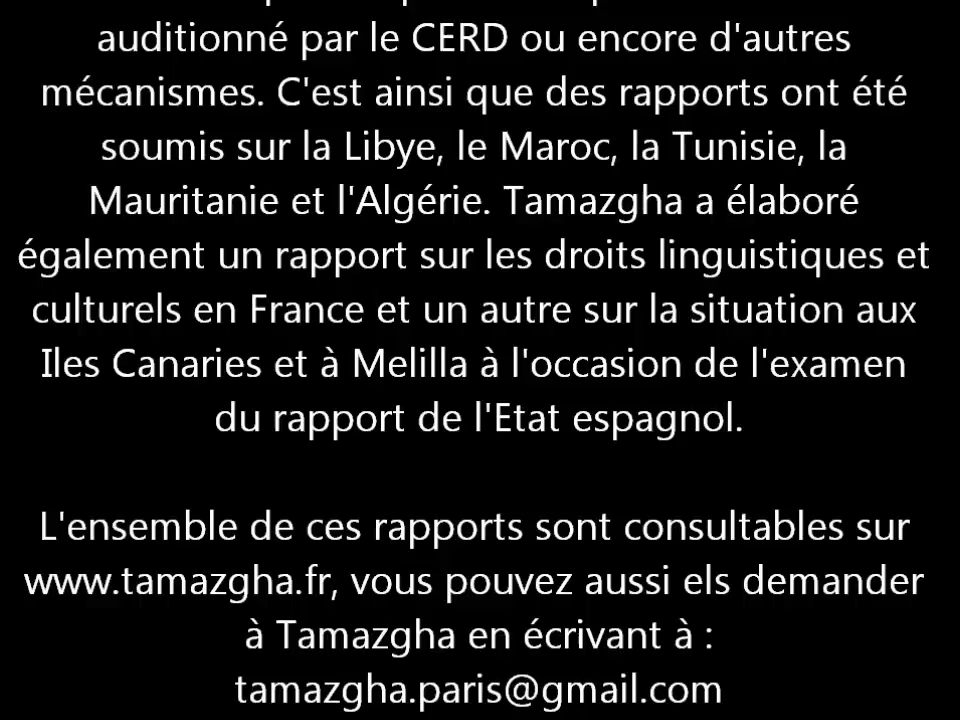 auditionné par le CERD ou encore d'autres
mécanismes. C'est ainsi que des rapports ont été
soumis sur la Libye, le Maroc, la Tunisie, la
Mauritanie et l'Algérie. Tamazgha a élaboré
également un rapport sur les droits linguistiques et
culturels en France et un autre sur la situation aux
Iles Canaries et à Melilla à l'occasion de l'examen
du rapport de l'Etat espagnol.
L'ensemble de ces rapports sont consultables sur
www.tamazgha.fr, vous pouvez aussi els demander
à Tamazgha en écrivant à :
tamazgha.paris@gmail.com